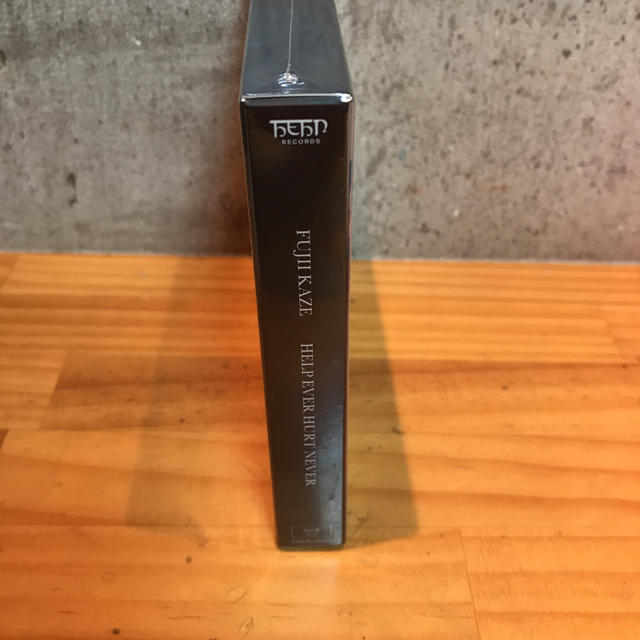 HEHN
RECORDS
FUJII KAZE
HELP EVER HURT NEVER